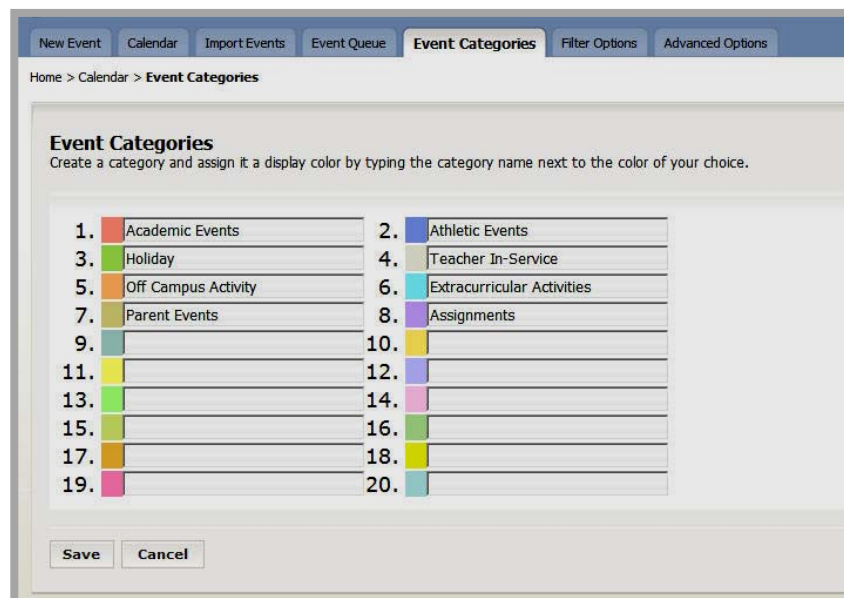 New Event Calendar Import Events Event Queue Event Categories Filter Options Advanced Options
Home > Calendar > Event Categories
Event Categories
Create a category and assign it a display color by typing the category name next to the color of your choice.
1. Academic Events 2. Athletic Events
3. Holiday 4. Teacher In-Service
5. Off Campus Activity 6. Extracurricular Activities
7. Parent Events 8. Assignments
9. 10.
11. 12.
13. 14.
15. 16.
17. 18.
19. 20.
Save Cancel